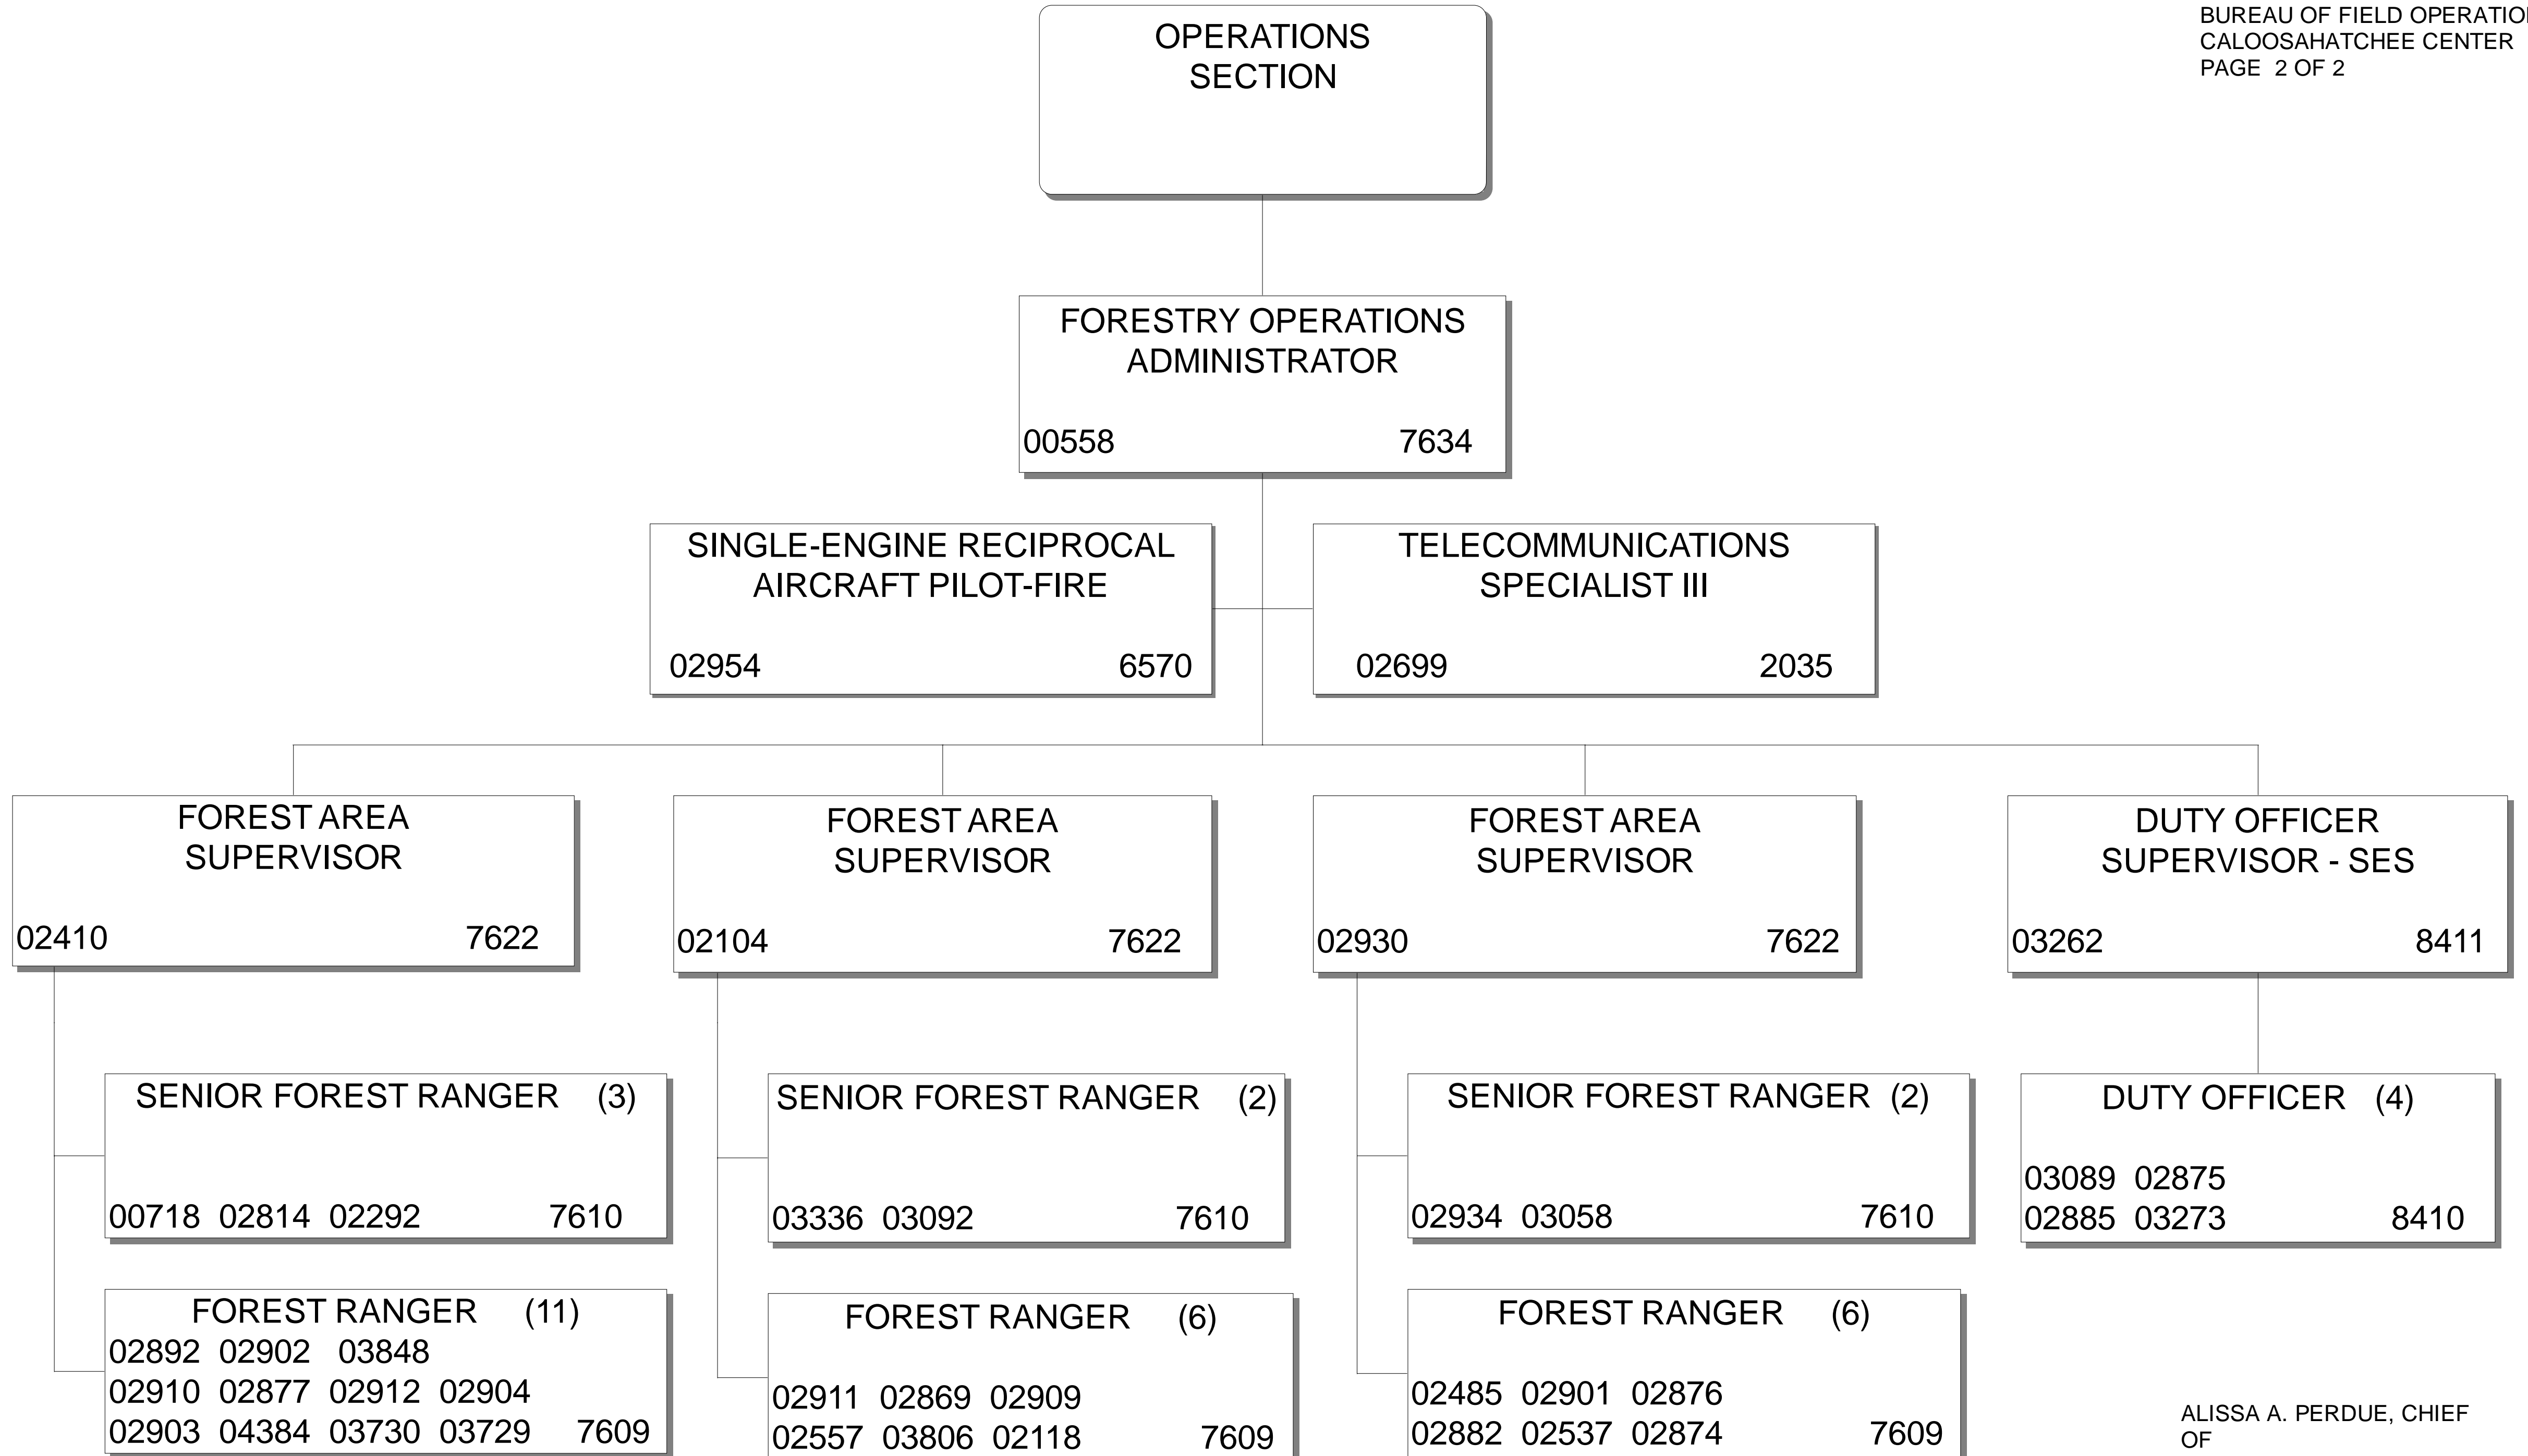 BUREAU OF FIELD OPERATION
CALOOSAHATCHEE CENTER
PAGE 2 OF 2
OPERATIONS
SECTION
FORESTRY OPERATIONS
ADMINISTRATOR
00558 7634
SINGLE-ENGINE RECIPROCAL
AIRCRAFT PILOT-FIRE
02954 6570
TELECOMMUNICATIONS
SPECIALIST III
02699 2035
FOREST AREA
SUPERVISOR
02410 7622
FOREST AREA
SUPERVISOR
02104 7622
FOREST AREA
SUPERVISOR
02930 7622
DUTY OFFICER
SUPERVISOR - SES
03262 8411
SENIOR FOREST RANGER (3)
00718 02814 02292 7610
SENIOR FOREST RANGER (2)
03336 03092 7610
SENIOR FOREST RANGER (2)
02934 03058 7610
DUTY OFFICER (4)
03089 02875
02885 03273 8410
FOREST RANGER (11)
02892 02902 03848
02910 02877 02912 02904
02903 04384 03730 03729 7609
FOREST RANGER (6)
02911 02869 02909
02557 03806 02118 7609
FOREST RANGER (6)
02485 02901 02876
02882 02537 02874 7609
ALISSA A. PERDUE, CHIEF
OF